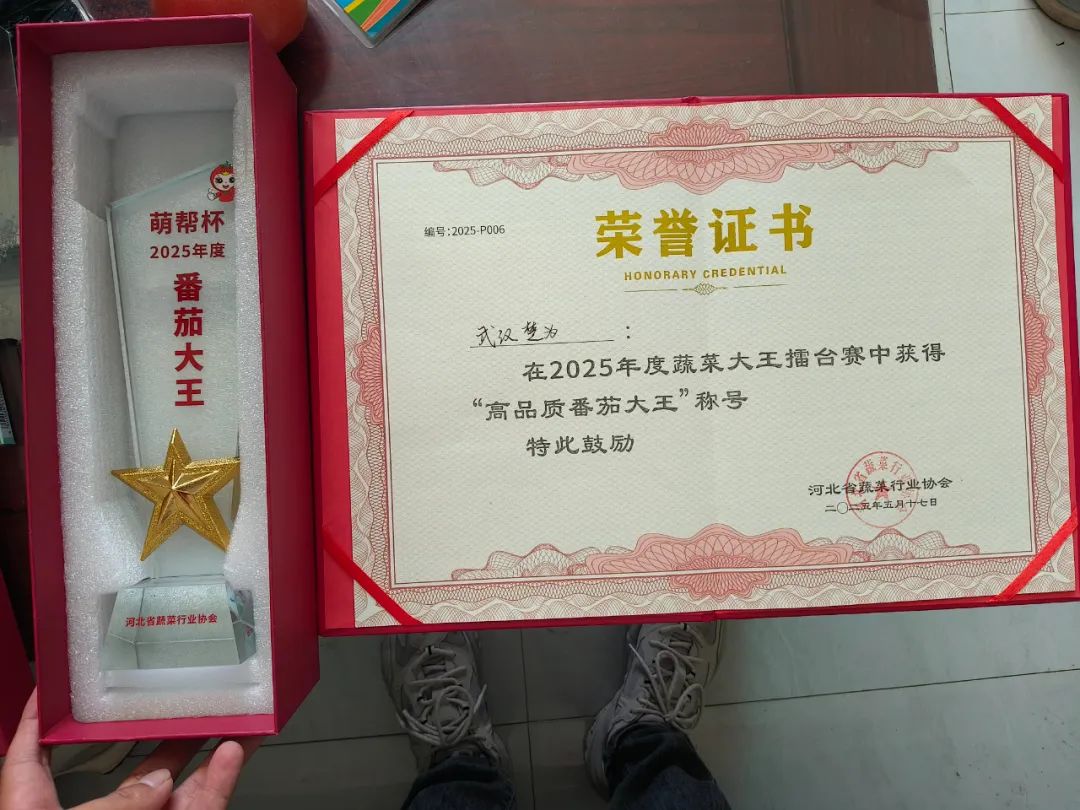 萌帮杯
2025年度
番茄大王
河北省蔬菜行业协会
编号:2025-P006
荣誉证书
HONORARY CREDENTIAL
武汉楚为:
在2025年度蔬菜大王擂台赛中获得
“高品质番茄大王”称号
特此鼓励
河北省蔬菜行业协会
二〇二五年五月十七日